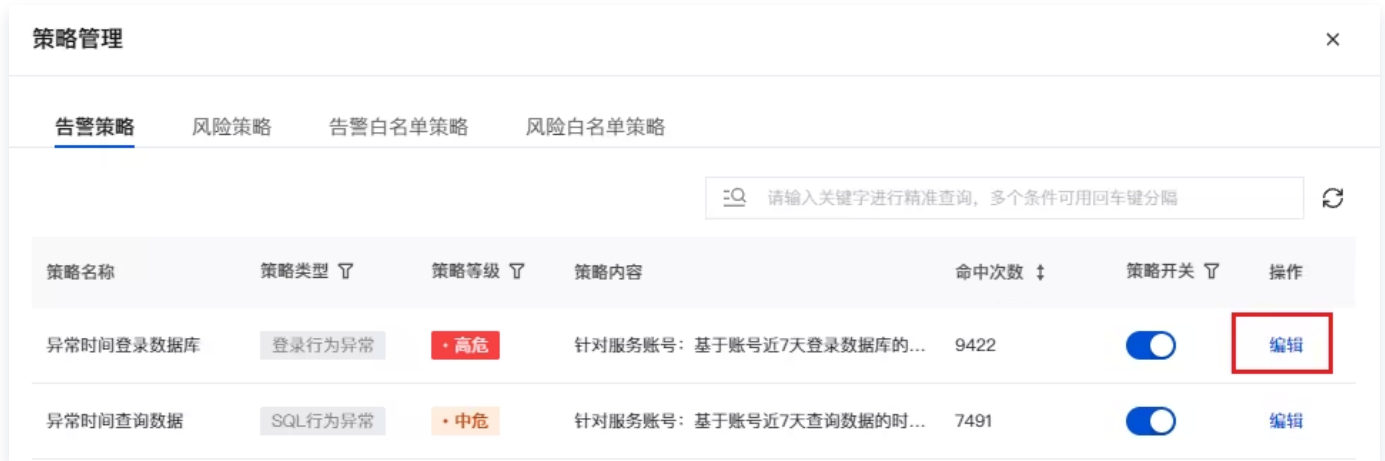 策略管理
告警策略 风险策略 告警白名单策略 风险白名单策略
请输入关键字进行精准查询，多个条件可用回车键分隔
策略名称 策略类型 策略等级 策略内容 命中次数 策略开关 操作
异常时间登录数据库 登录行为异常 高危 针对服务账号：基于账号近7天登录数据库的... 9422 编辑
异常时间查询数据 SQL行为异常 中危 针对服务账号：基于账号近7天查询数据的时... 7491 编辑